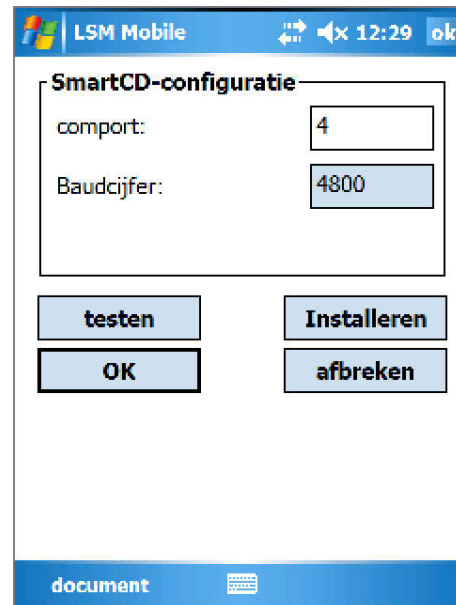 LSM Mobile 12:29 ok
SmartCD-configuratie
comport: 4
Baudcijfer: 4800
testen Installeren
OK afbreken
document